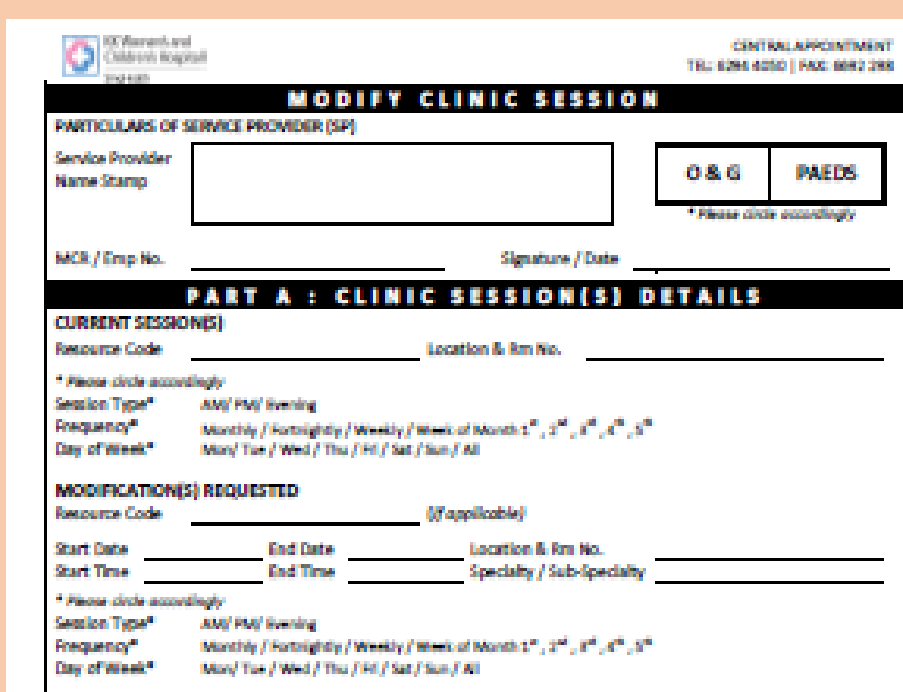 KK Women's and
Children's Hospital
CENTRAL APPOINTMENT
TEL: 6294 4050 | FAX:
MODIFY CLINIC SESSION
PARTICULARS OF SERVICE PROVIDER (SP)
Service Provider
Name Stamp
O & G PAEDS
* Please circle accordingly
MCR / Emp No. Signature / Date
PART A : CLINIC SESSION(S) DETAILS
CURRENT SESSION(S)
Resource Code Location & Rm No.
* Please circle accordingly
Session Type* AM/ PM/ Evening
Frequency* Monthly / Fortnightly / Weekly / Week of Month 1st , 2nd , 3rd , 4th , 5th
Day of Week* Mon/ Tue / Wed / Thu / Fri / Sat / Sun / All
MODIFICATION(S) REQUESTED
Resource Code (if applicable)
Start Date End Date Location & Rm No.
Start Time End Time Specialty / Sub-Specialty
* Please circle accordingly
Session Type* AM/ PM/ Evening
Frequency* Monthly / Fortnightly / Weekly / Week of Month 1st , 2nd , 3rd , 4th , 5th
Day of Week* Mon/ Tue / Wed / Thu / Fri / Sat / Sun / All